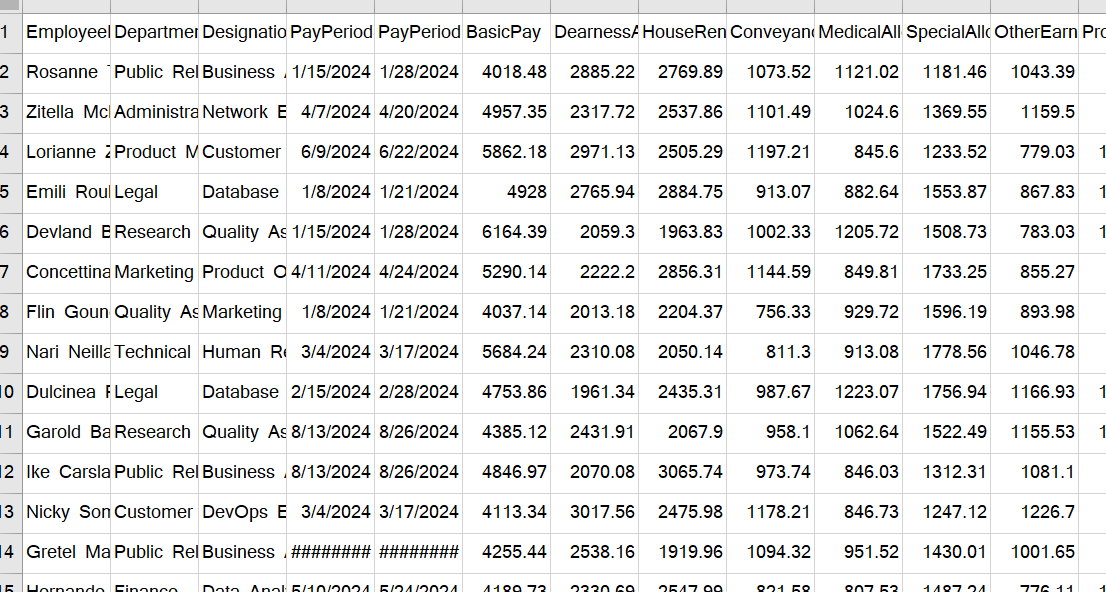 1 Employeel Departmer Designatio PayPeriod PayPeriod BasicPay DearnessA HouseRen Conveyanc MedicalAll SpecialAllo OtherEarn Pro
2 Rosanne Public Rel Business 1/15/2024 1/28/2024 4018.48 2885.22 2769.89 1073.52 1121.02 1181.46 1043.39
3 Zitella Mc Administra Network E 4/7/2024 4/20/2024 4957.35 2317.72 2537.86 1101.49 1024.6 1369.55 1159.5
4 Lorianne Z Product M Customer 6/9/2024 6/22/2024 5862.18 2971.13 2505.29 1197.21 845.6 1233.52 779.03 1
5 Emili Rou Legal Database 1/8/2024 1/21/2024 4928 2765.94 2884.75 913.07 882.64 1553.87 867.83 1
6 Devland B Research Quality As 1/15/2024 1/28/2024 6164.39 2059.3 1963.83 1002.33 1205.72 1508.73 783.03 1
7 Concettina Marketing Product O 4/11/2024 4/24/2024 5290.14 2222.2 2856.31 1144.59 849.81 1733.25 855.27
8 Flin Goun Quality As Marketing 1/8/2024 1/21/2024 4037.14 2013.18 2204.37 756.33 929.72 1596.19 893.98
9 Nari Neilla Technical Human Re 3/4/2024 3/17/2024 5684.24 2310.08 2050.14 811.3 913.08 1778.56 1046.78
10 Dulcinea Legal Database 2/15/2024 2/28/2024 4753.86 1961.34 2435.31 987.67 1223.07 1756.94 1166.93 1
11 Garold Ba Research Quality As 8/13/2024 8/26/2024 4385.12 2431.91 2067.9 958.1 1062.64 1522.49 1155.53 1
12 Ike Carsla Public Rel Business 8/13/2024 8/26/2024 4846.97 2070.08 3065.74 973.74 846.03 1312.31 1081.1
13 Nicky Son Customer DevOps E 3/4/2024 3/17/2024 4113.34 3017.56 2475.98 1178.21 846.73 1247.12 1226.7
14 Gretel Ma Public Rel Business ######## ######## 4255.44 2538.16 1919.96 1094.32 951.52 1430.01 1001.65
15 Hernando Finance Data Anal 5/10/2024 5/24/2024 4189.73 2330.69 2547.99 821.58 807.53 1487.24 776.11 1